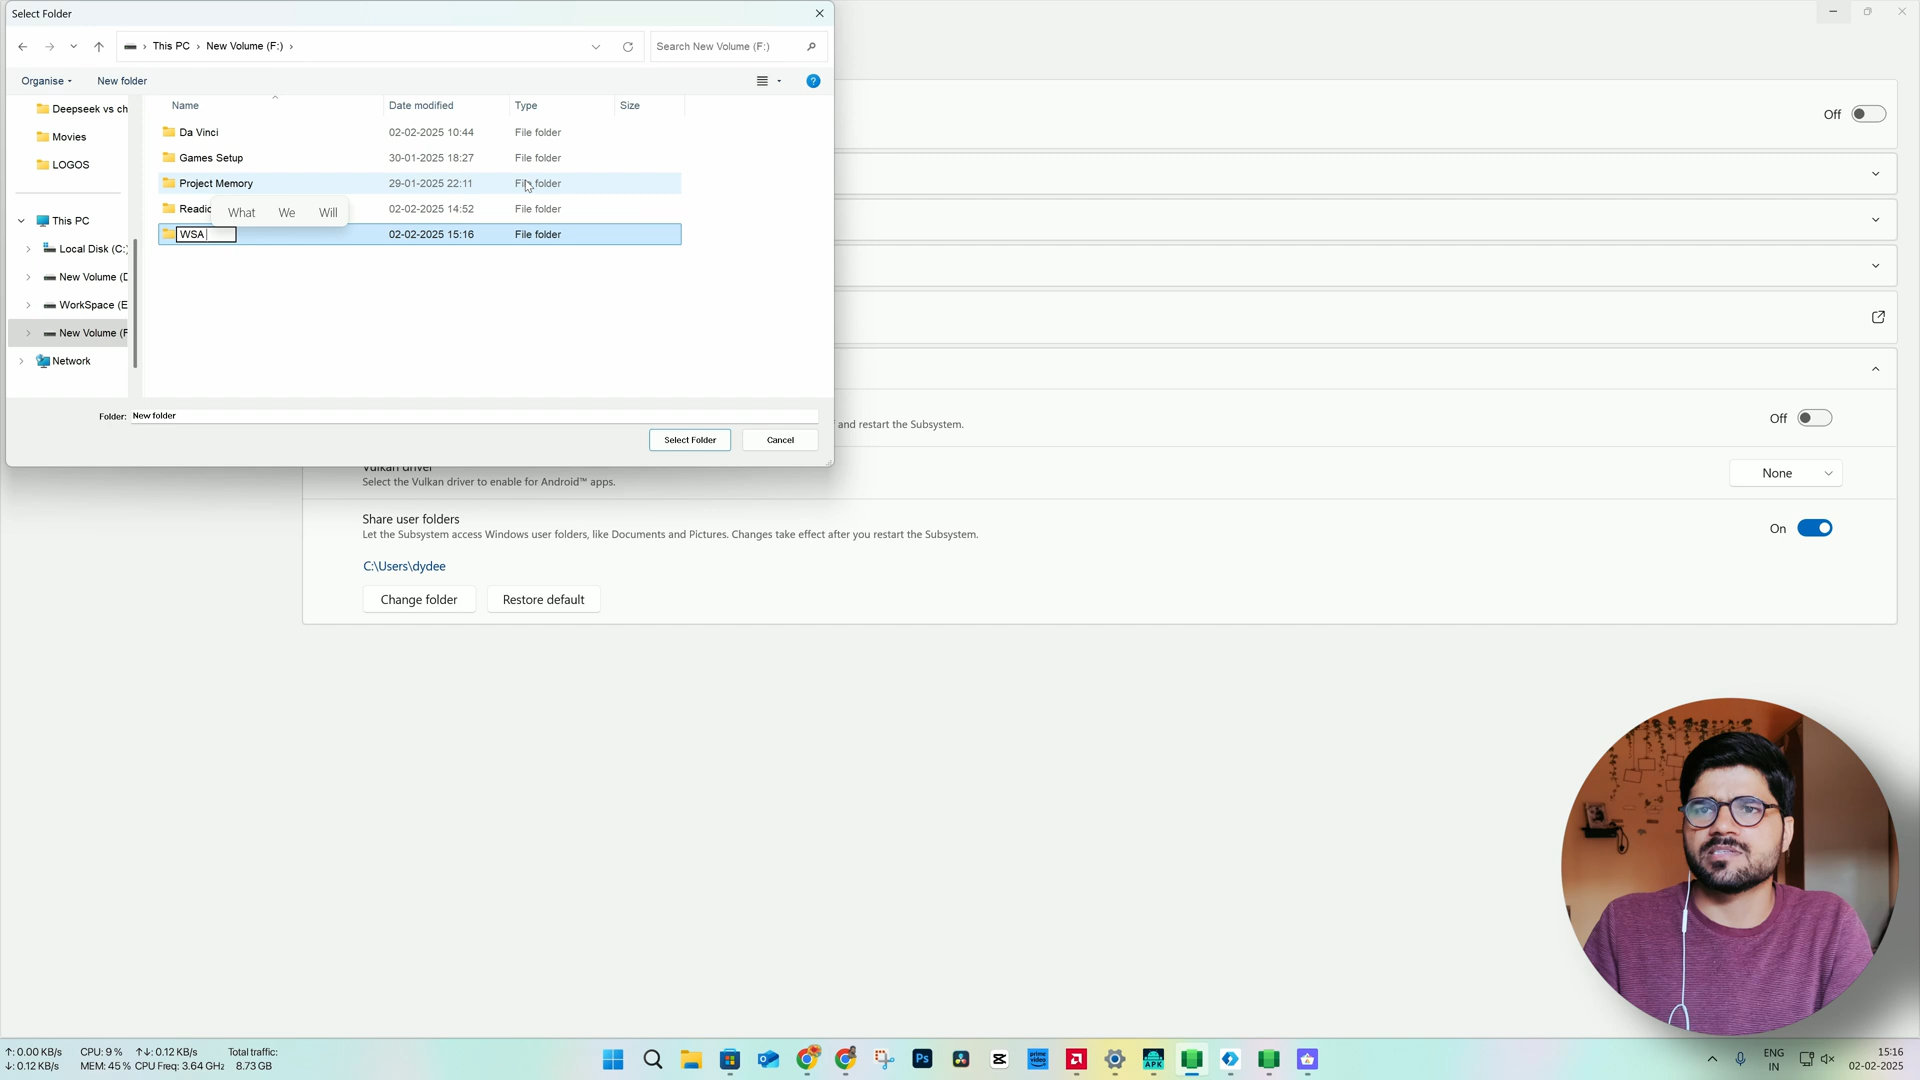 Select Folder
This PC
New Volume (F:)
Search New Volume (F:)
Organise
New folder
Deepseek vs ch
Movies
LOGOS
This PC
Local Disk (C:)
New Volume (D
WorkSpace (E
New Volume (F
Network
Name
Date modified
Type
Size
Da Vinci
02-02-2025 10:44
File folder
Games Setup
30-01-2025 18:27
File folder
Project Memory
29-01-2025 22:11
File folder
Readic
02-02-2025 14:52
File folder
What We Will
WSA
02-02-2025 15:16
File folder
Folder:
New folder
Select Folder
Cancel
Off
and restart the Subsystem.
Off
Vulkan driver
Select the Vulkan driver to enable for Android™ apps.
None
Share user folders
Let the Subsystem access Windows user folders, like Documents and Pictures. Changes take effect after you restart the Subsystem.
On
C:\Users\dydee
Change folder
Restore default
↑: 0.00 KB/s
↓: 0.12 KB/s
CPU: 9 % ↑↓: 0.12 KB/s
MEM: 45 % CPU Freq: 3.64 GHz
Total traffic:
8.73 GB
Ps
prime video
APK
ENG
IN
15:16
02-02-2025